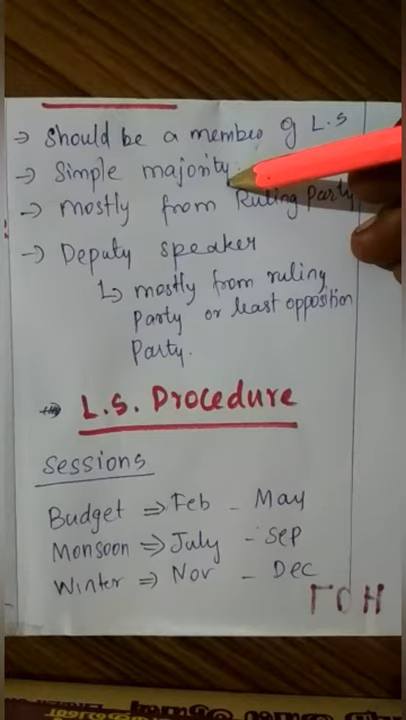 → Should be a member of L.S
→ Simple majority.
→ mostly from Ruling Party
→ Deputy speaker
↳ mostly from ruling
Party or least opposition
Party.
⇒ L.S. Procedure
Sessions
Budget ⇒ Feb - May
Monsoon ⇒ July - Sep
Winter ⇒ Nov - Dec